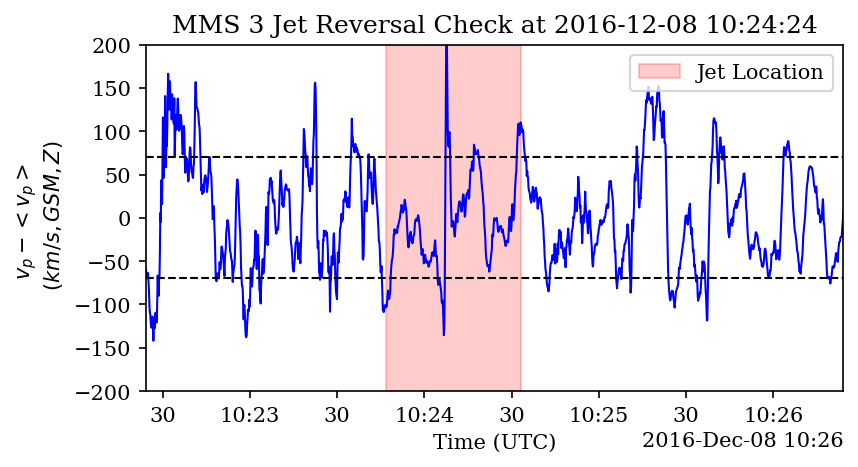 MMS 3 Jet Reversal Check at 2016-12-08 10:24:24
v_p − < v_p >
(km/s, GSM, Z)
200
150
100
50
0
−50
−100
−150
−200
Jet Location
30 10:23 30 10:24 30 10:25 30 10:26
Time (UTC)
2016-Dec-08 10:26